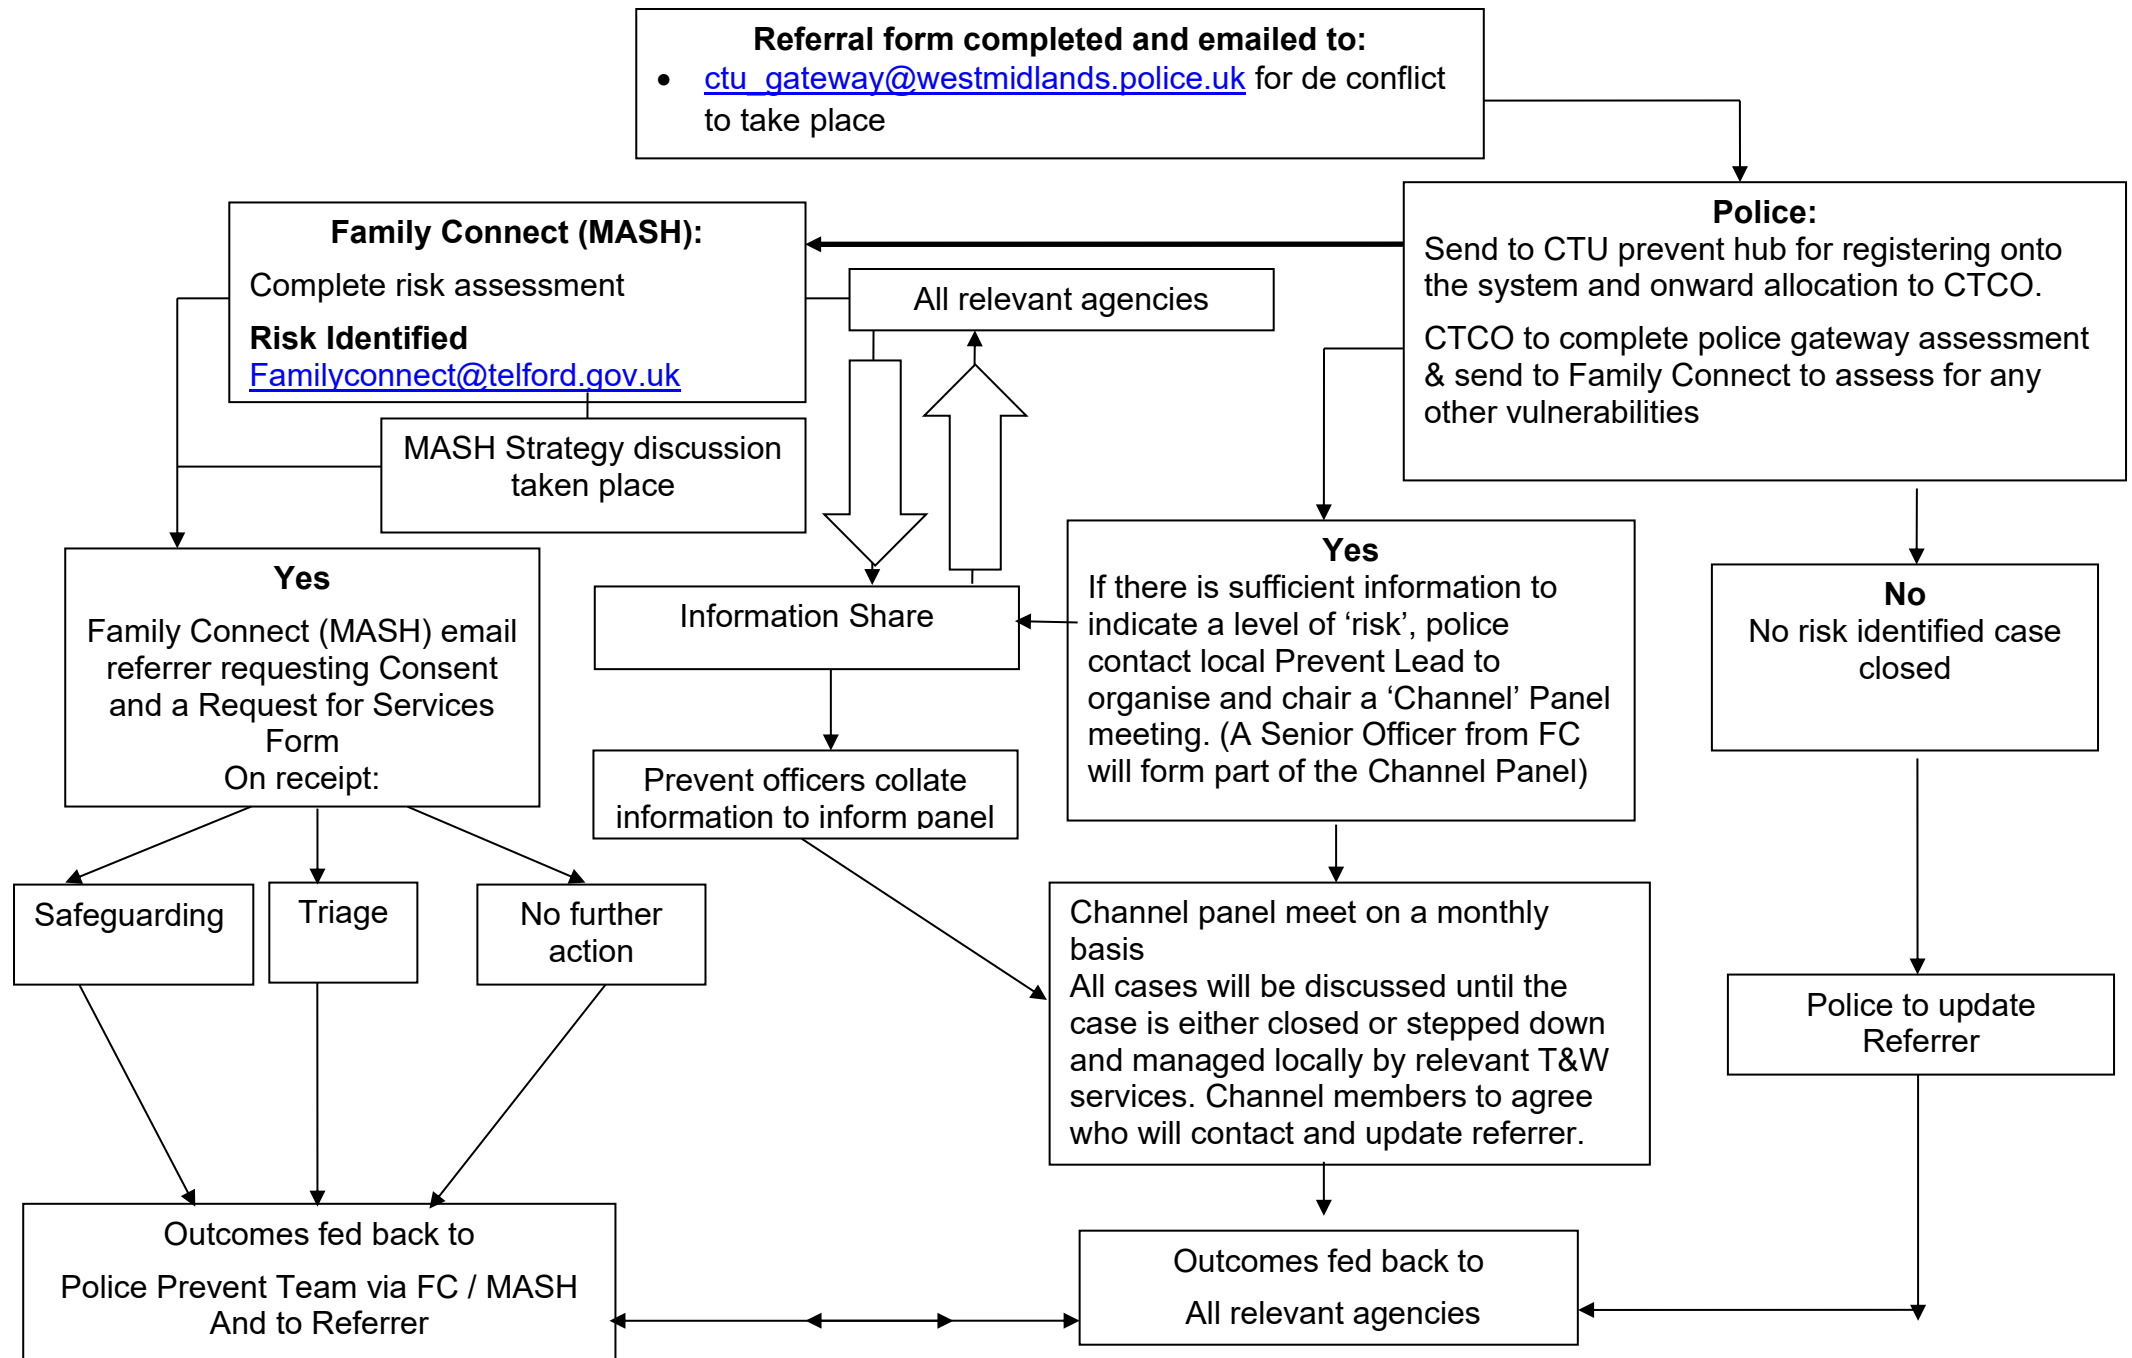 Referral form completed and emailed to:
• ctu_gateway@westmidlands.police.uk for de conflict
to take place
Police:
Send to CTU prevent hub for registering onto
the system and onward allocation to CTCO.
CTCO to complete police gateway assessment
& send to Family Connect to assess for any
other vulnerabilities
Family Connect (MASH):
Complete risk assessment
Risk Identified
Familyconnect@telford.gov.uk
All relevant agencies
MASH Strategy discussion
taken place
Yes
Family Connect (MASH) email
referrer requesting Consent
and a Request for Services
Form
On receipt:
Information Share
Yes
If there is sufficient information to
indicate a level of ‘risk’, police
contact local Prevent Lead to
organise and chair a ‘Channel’ Panel
meeting. (A Senior Officer from FC
will form part of the Channel Panel)
No
No risk identified case
closed
Prevent officers collate
information to inform panel
Safeguarding
Triage
No further
action
Channel panel meet on a monthly
basis
All cases will be discussed until the
case is either closed or stepped down
and managed locally by relevant T&W
services. Channel members to agree
who will contact and update referrer.
Police to update
Referrer
Outcomes fed back to
Police Prevent Team via FC / MASH
And to Referrer
Outcomes fed back to
All relevant agencies